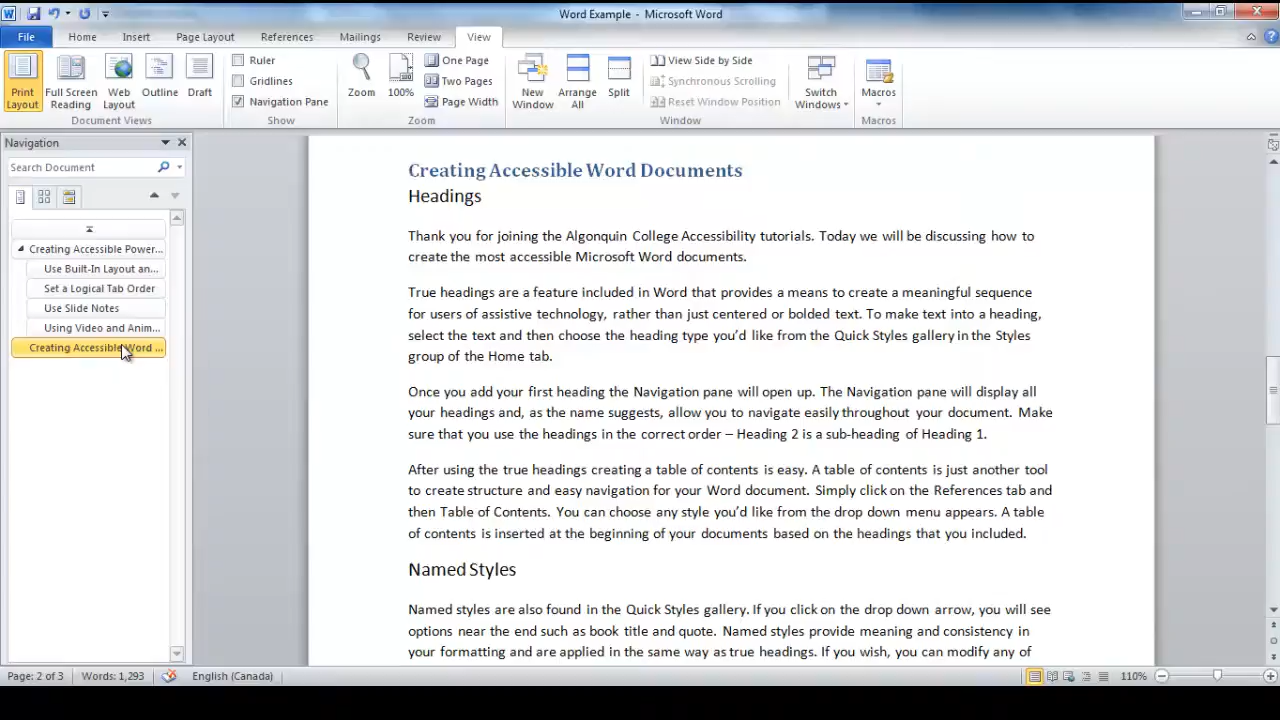 Word Example - Microsoft Word
File Home Insert Page Layout References Mailings Review View
Print Layout
Full Screen Reading
Web Layout
Outline
Draft
Document Views
Ruler
Gridlines
Navigation Pane
Show
Zoom
100%
One Page
Two Pages
Page Width
Zoom
New Window
Arrange All
Split
View Side by Side
Synchronous Scrolling
Reset Window Position
Window
Switch Windows
Macros
Macros
Navigation
Search Document
Creating Accessible Power...
Use Built-In Layout an...
Set a Logical Tab Order
Use Slide Notes
Using Video and Anim...
Creating Accessible Word ...
Creating Accessible Word Documents
Headings
Thank you for joining the Algonquin College Accessibility tutorials. Today we will be discussing how to
create the most accessible Microsoft Word documents.
True headings are a feature included in Word that provides a means to create a meaningful sequence
for users of assistive technology, rather than just centered or bolded text. To make text into a heading,
select the text and then choose the heading type you’d like from the Quick Styles gallery in the Styles
group of the Home tab.
Once you add your first heading the Navigation pane will open up. The Navigation pane will display all
your headings and, as the name suggests, allow you to navigate easily throughout your document. Make
sure that you use the headings in the correct order – Heading 2 is a sub-heading of Heading 1.
After using the true headings creating a table of contents is easy. A table of contents is just another tool
to create structure and easy navigation for your Word document. Simply click on the References tab and
then Table of Contents. You can choose any style you’d like from the drop down menu appears. A table
of contents is inserted at the beginning of your documents based on the headings that you included.
Named Styles
Named styles are also found in the Quick Styles gallery. If you click on the drop down arrow, you will see
options near the end such as book title and quote. Named styles provide meaning and consistency in
your formatting and are applied in the same way as true headings. If you wish, you can modify any of
Page: 2 of 3 Words: 1,293 English (Canada) 110%